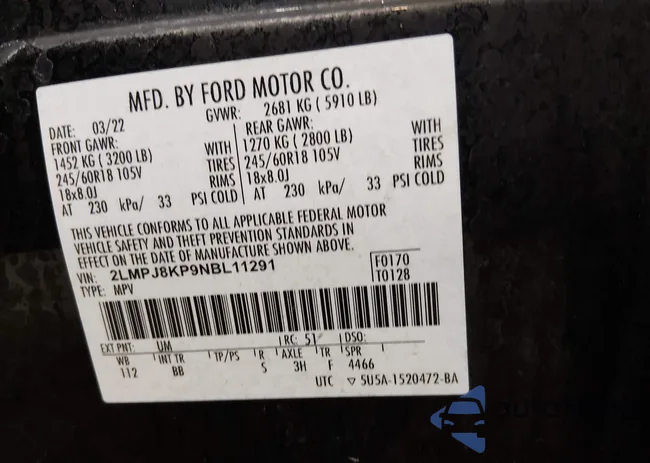 MFD. BY FORD MOTOR CO.
DATE: 03/22 GVWR: 2681 KG ( 5910 LB)
FRONT GAWR: WITH REAR GAWR: WITH
1452 KG ( 3200 LB) TIRES 1270 KG ( 2800 LB) TIRES
245/60R18 105V RIMS 245/60R18 105V RIMS
18x8.0J PSI COLD 18x8.0J PSI COLD
AT 230 kPa/ 33 AT 230 kPa/ 33
THIS VEHICLE CONFORMS TO ALL APPLICABLE FEDERAL MOTOR
VEHICLE SAFETY AND THEFT PREVENTION STANDARDS IN
EFFECT ON THE DATE OF MANUFACTURE SHOWN ABOVE.
VIN: 2LMPJ8KP9NBL11291 F0170
TYPE: MPV T0128
EXT PNT: UM RC: 51 DSO:
WB INT TR TP/PS R AXLE TR SPR
112 BB S 3H F 4466
UTC ▽ 5U5A-1520472-BA